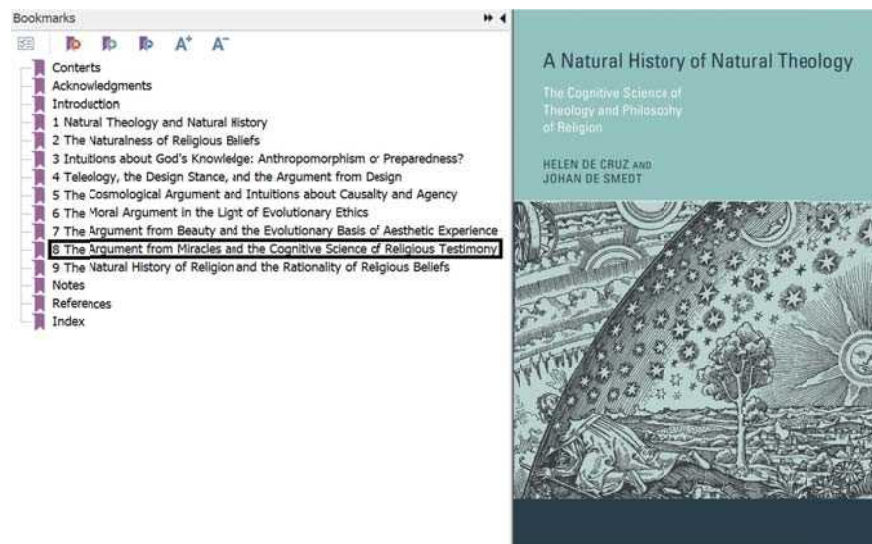 Bookmarks
A⁺ A⁻
Contents
Acknowledgments
Introduction
1 Natural Theology and Natural History
2 The Naturalness of Religious Beliefs
3 Intuitions about God's Knowledge: Anthropomorphism or Preparedness?
4 Teleology, the Design Stance, and the Argument from Design
5 The Cosmological Argument and Intuitions about Causality and Agency
6 The Moral Argument in the Light of Evolutionary Ethics
7 The Argument from Beauty and the Evolutionary Basis of Aesthetic Experience
8 The Argument from Miracles and the Cognitive Science of Religious Testimony
9 The Natural History of Religion and the Rationality of Religious Beliefs
Notes
References
Index
A Natural History of Natural Theology
The Cognitive Science of
Theology and Philosophy
of Religion
HELEN DE CRUZ AND
JOHAN DE SMEDT